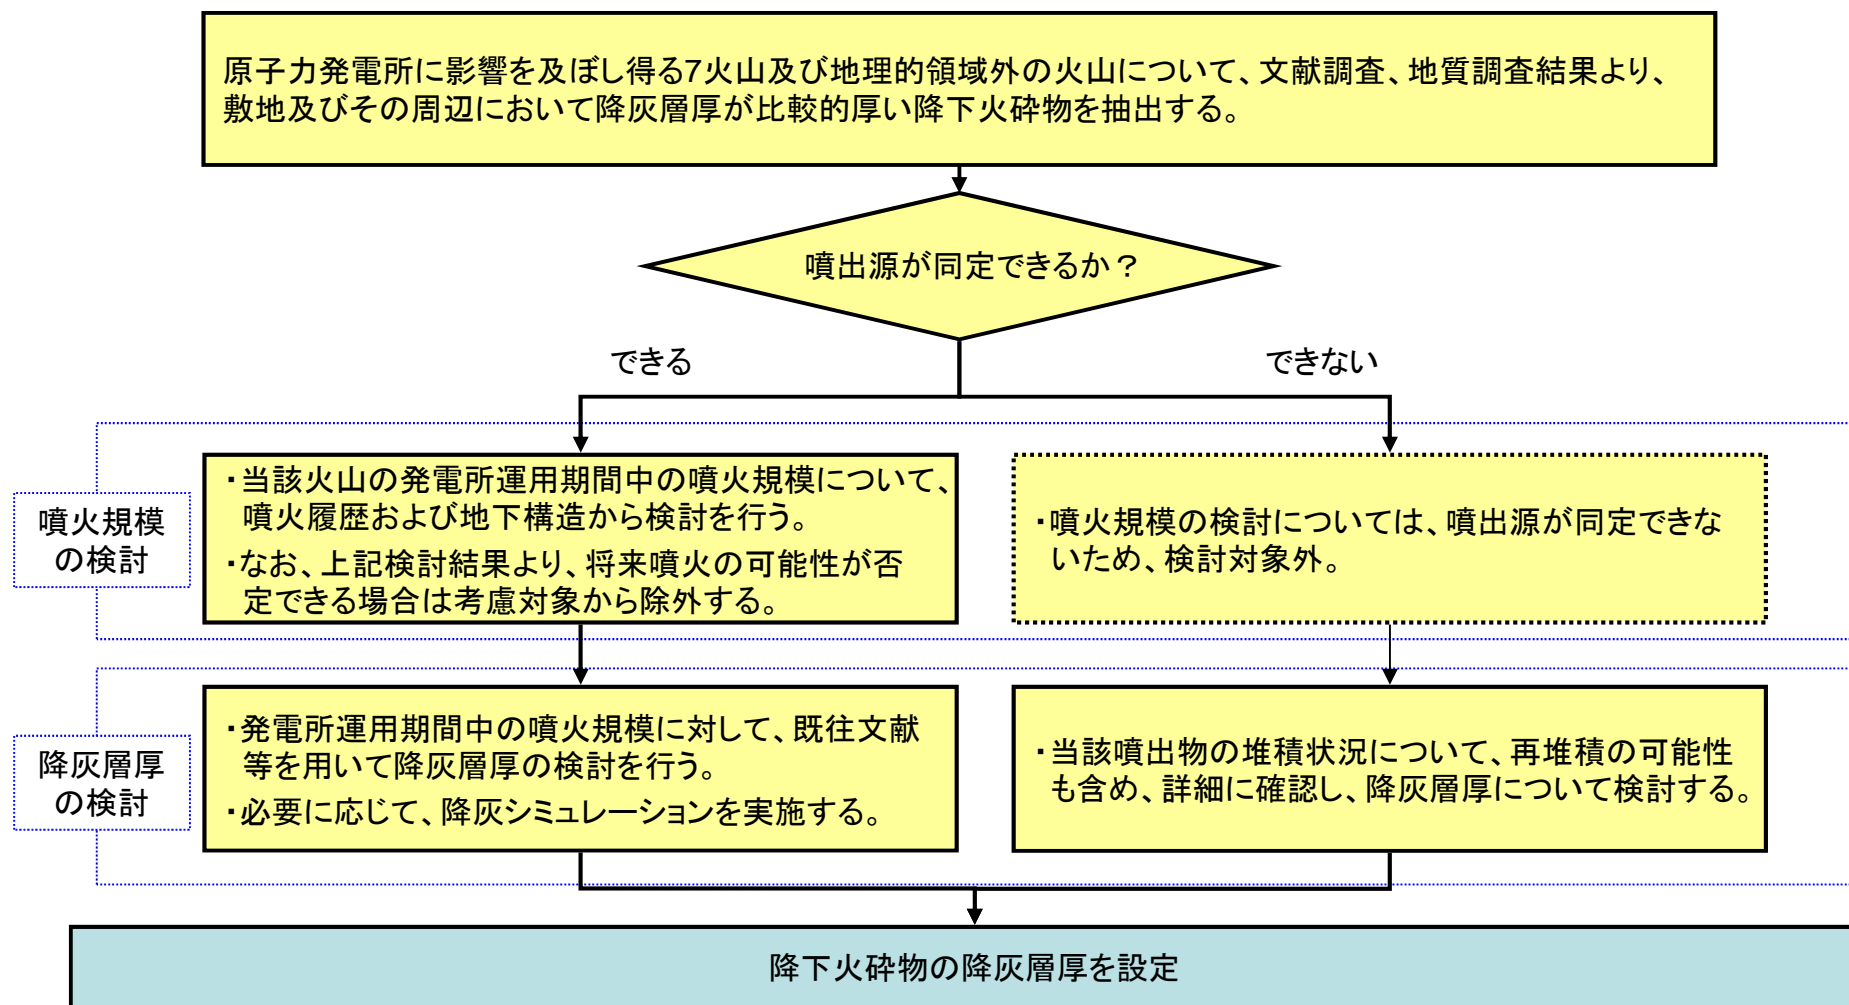 原子力発電所に影響を及ぼし得る7火山及び地理的領域外の火山について、文献調査、地質調査結果より、
敷地及びその周辺において降灰層厚が比較的厚い降下火砕物を抽出する。
噴出源が同定できるか？
できる
できない
噴火規模
の検討
・当該火山の発電所運用期間中の噴火規模について、
噴火履歴および地下構造から検討を行う。
・なお、上記検討結果より、将来噴火の可能性が否
定できる場合は考慮対象から除外する。
・噴火規模の検討については、噴出源が同定できな
いため、検討対象外。
降灰層厚
の検討
・発電所運用期間中の噴火規模に対して、既往文献
等を用いて降灰層厚の検討を行う。
・必要に応じて、降灰シミュレーションを実施する。
・当該噴出物の堆積状況について、再堆積の可能性
も含め、詳細に確認し、降灰層厚について検討する。
降下火砕物の降灰層厚を設定